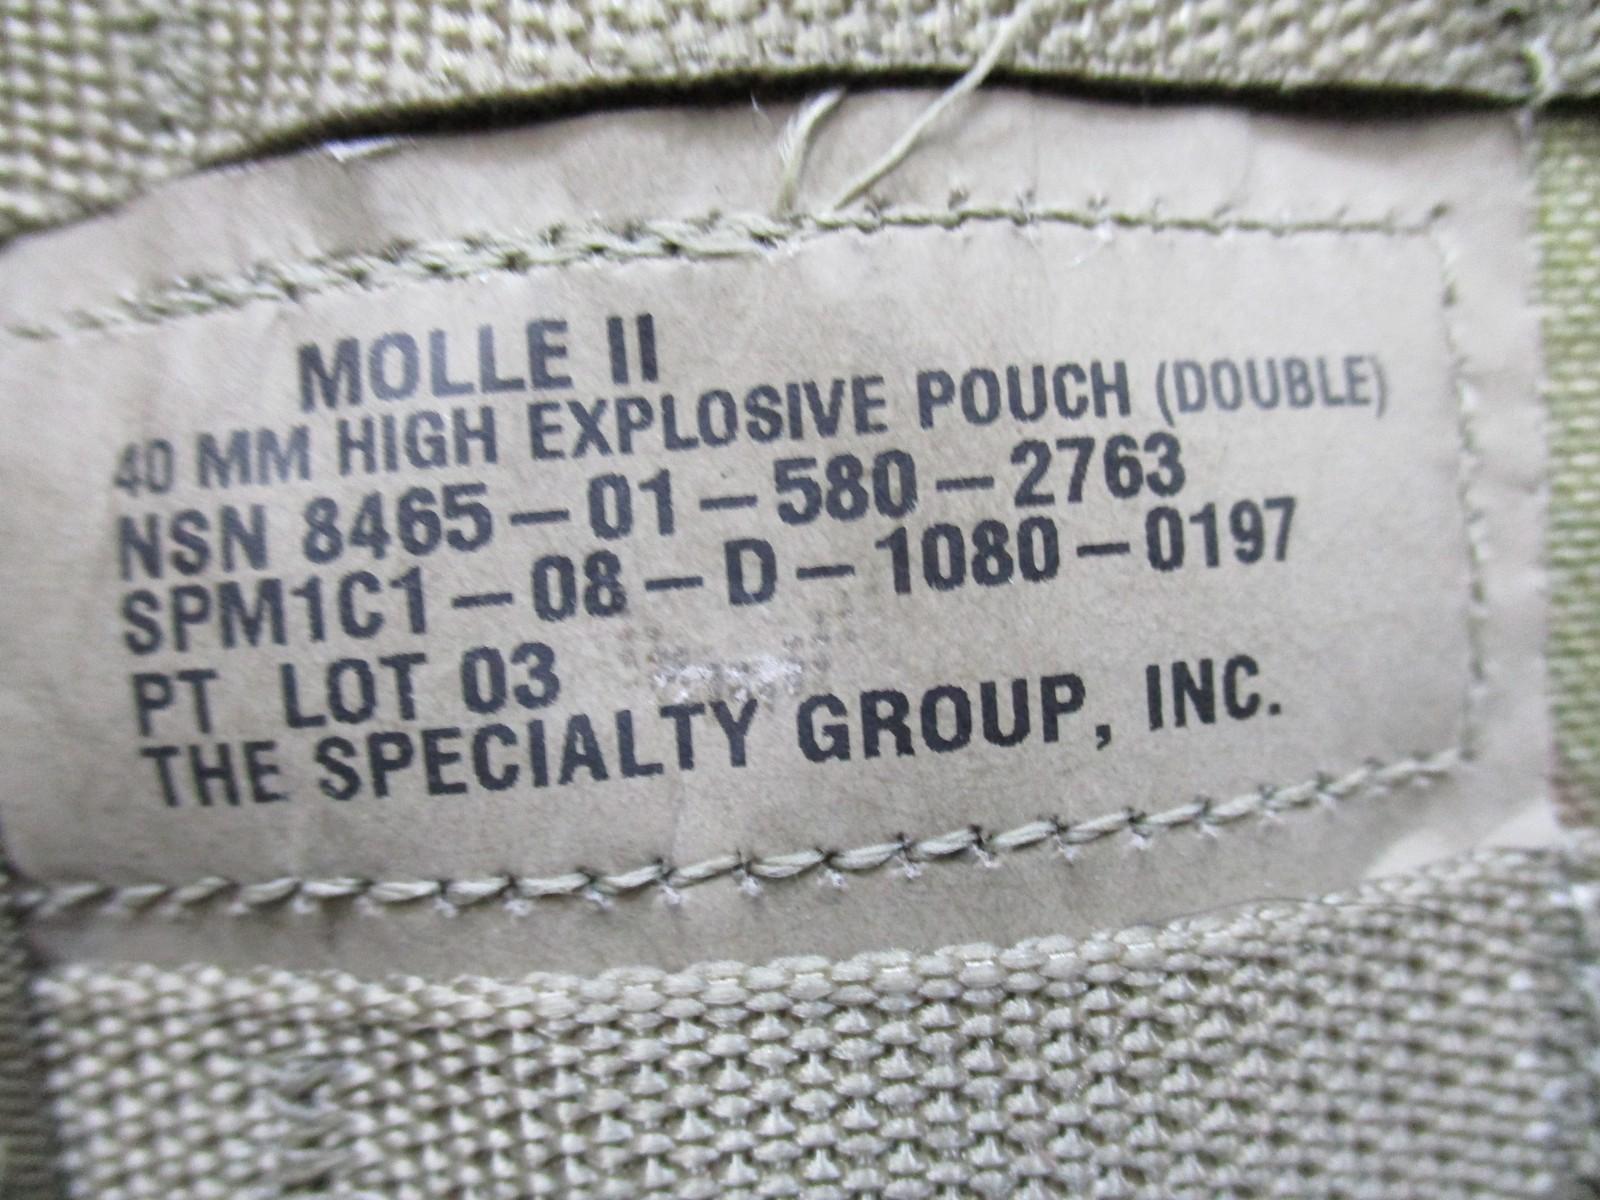 MOLLE II
40 MM HIGH EXPLOSIVE POUCH (DOUBLE)
NSN 8465-01-580-2763
SPM1C1-08-D-1080-0197
PT LOT 03
THE SPECIALTY GROUP, INC.